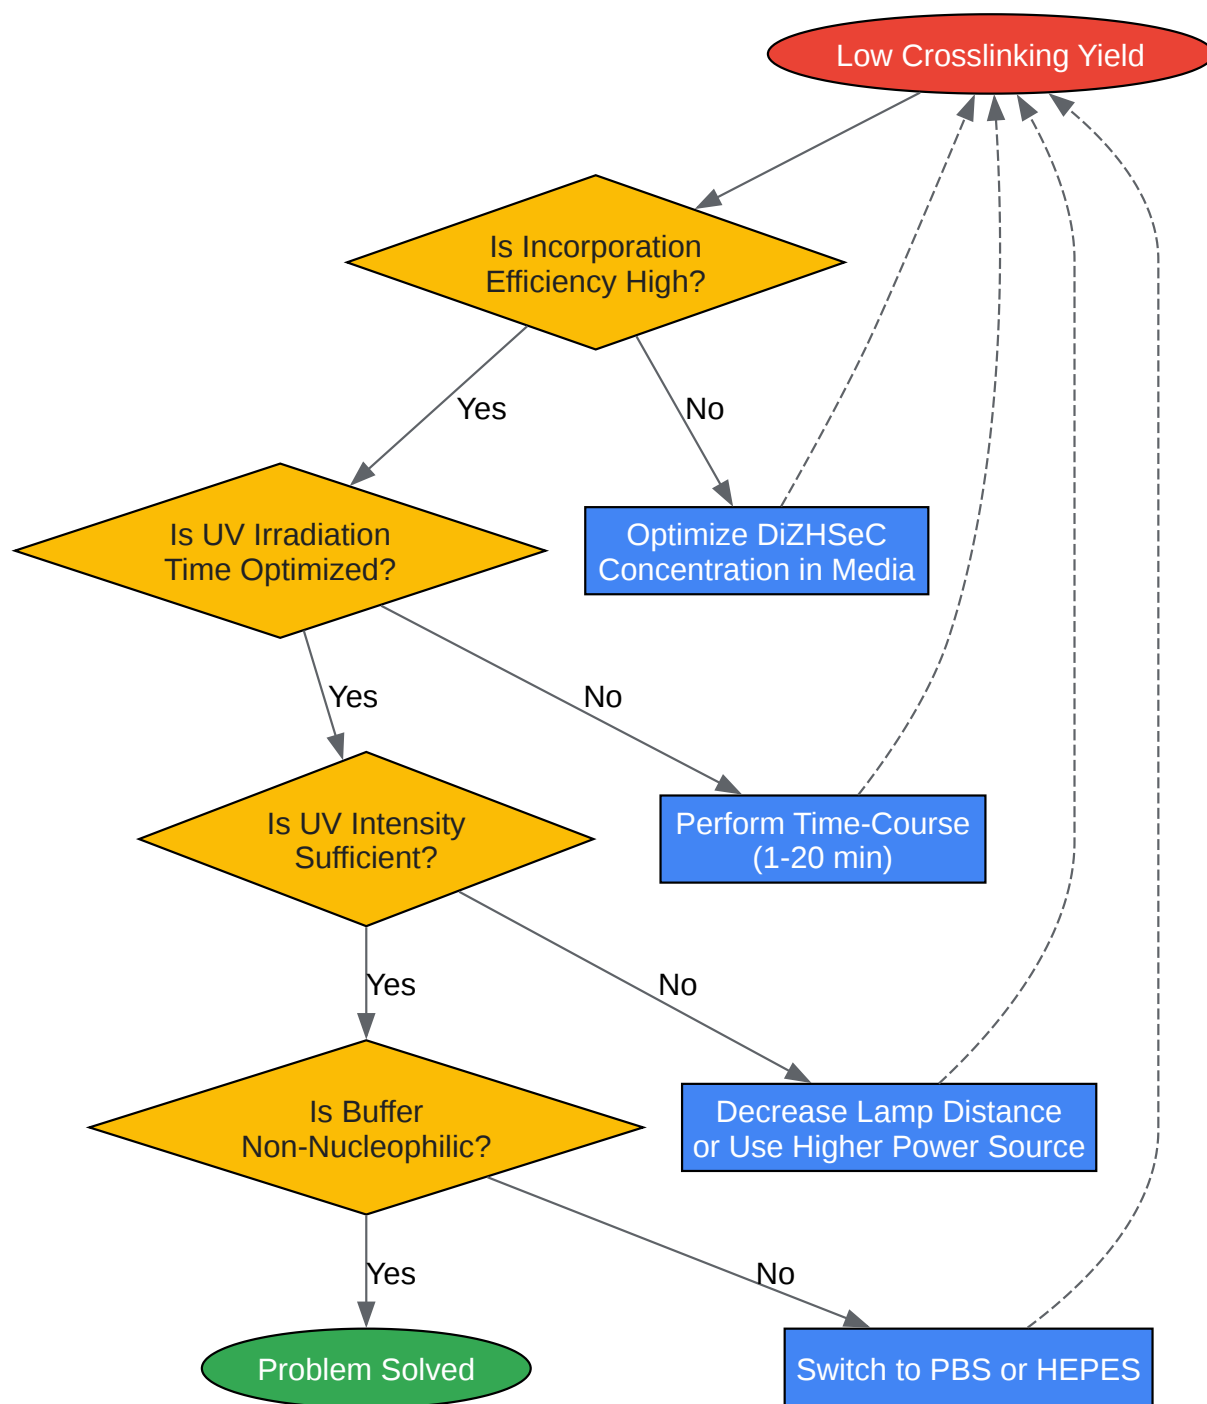 Low Crosslinking Yield
Is Incorporation
Efficiency High?
Yes
No
Is UV Irradiation
Time Optimized?
Optimize DiZHSeC
Concentration in Media
Yes
No
Is UV Intensity
Sufficient?
Perform Time-Course
(1-20 min)
Yes
No
Is Buffer
Non-Nucleophilic?
Decrease Lamp Distance
or Use Higher Power Source
Yes
No
Problem Solved
Switch to PBS or HEPES